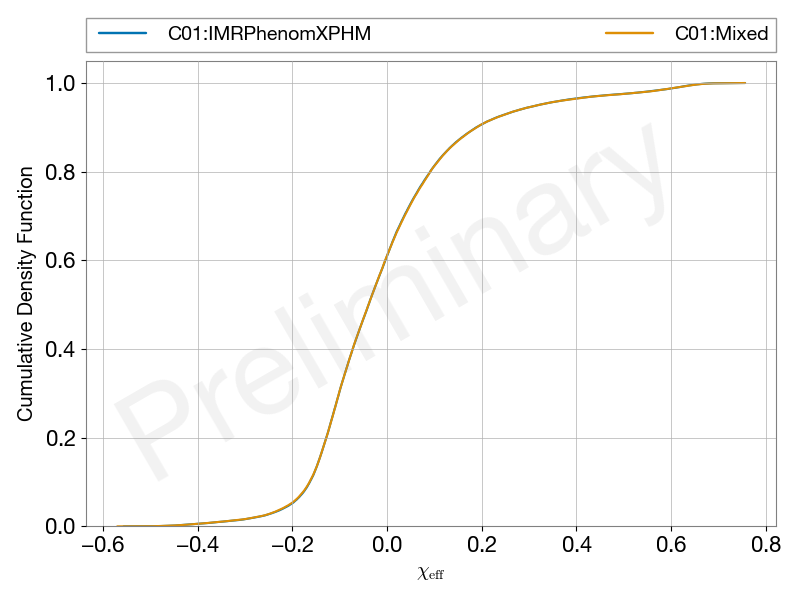 C01:IMRPhenomXPHM C01:Mixed
1.0
0.8
0.6
0.4
0.2
0.0
Cumulative Density Function
Preliminary
−0.6 −0.4 −0.2 0.0 0.2 0.4 0.6 0.8
χeff